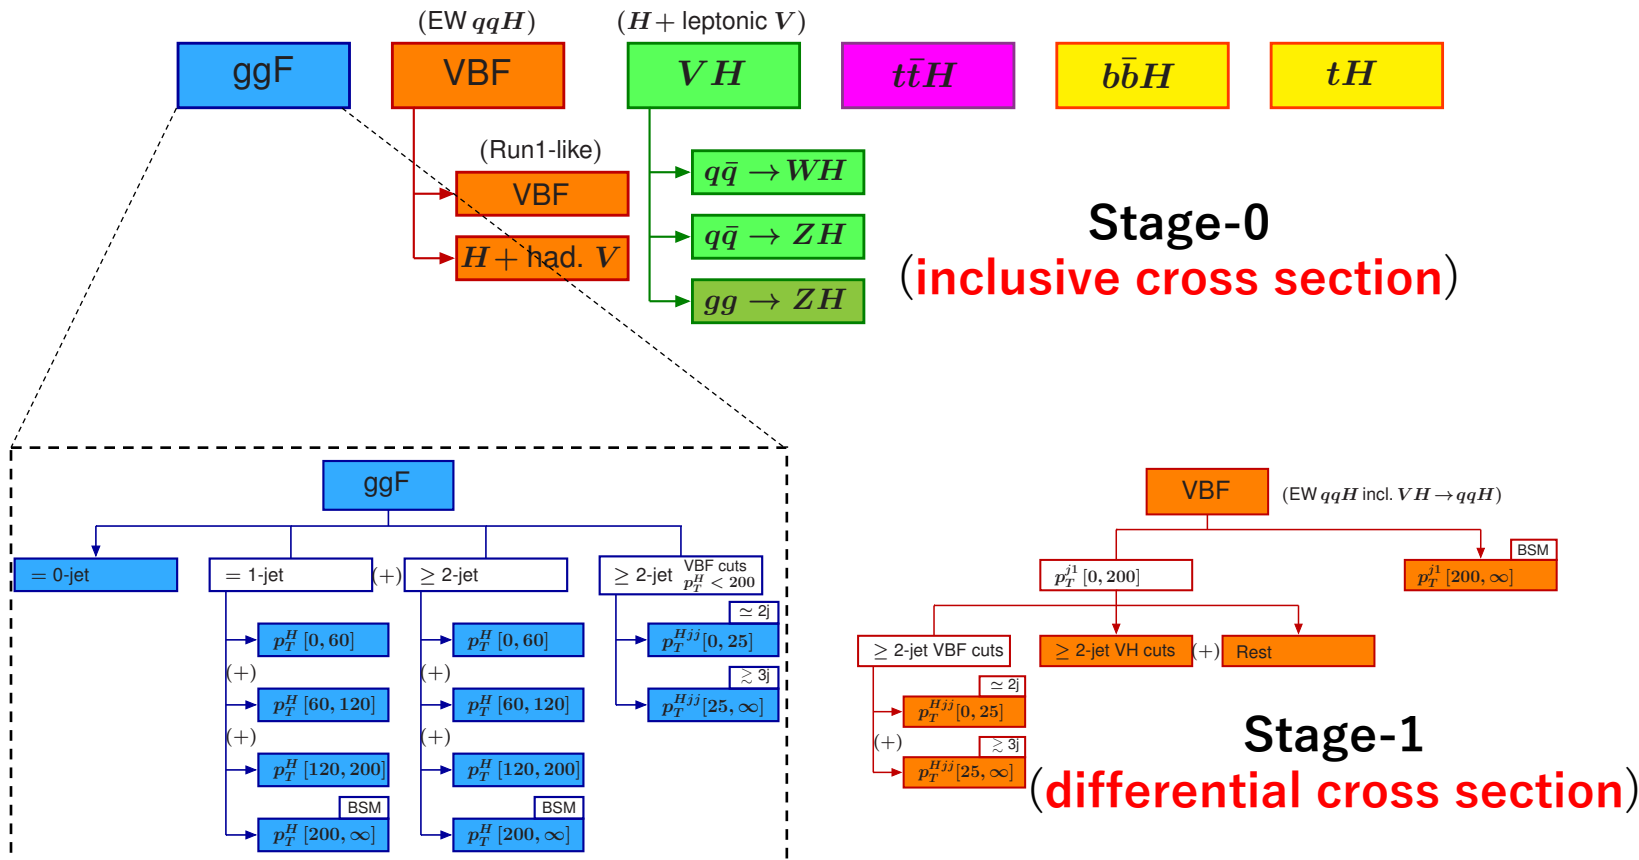 (EW qqH)
(H + leptonic V)
ggF
VBF
VH
tt̄H
bb̄H
tH
(Run1-like)
VBF
H + had. V
qq̄ → WH
qq̄ → ZH
gg → ZH
Stage-0
(inclusive cross section)
ggF
= 0-jet
= 1-jet
(+)
≥ 2-jet
≥ 2-jet VBF cuts
p_T^H < 200
p_T^H [0, 60]
(+)
p_T^H [60, 120]
(+)
p_T^H [120, 200]
BSM
p_T^H [200, ∞]
p_T^H [0, 60]
(+)
p_T^H [60, 120]
(+)
p_T^H [120, 200]
BSM
p_T^H [200, ∞]
≃ 2j
p_T^{Hjj} [0, 25]
≳ 3j
p_T^{Hjj} [25, ∞]
VBF
(EW qqH incl. VH → qqH)
p_T^{j1} [0, 200]
BSM
p_T^{j1} [200, ∞]
≥ 2-jet VBF cuts
≥ 2-jet VH cuts
(+)
Rest
≃ 2j
p_T^{Hjj} [0, 25]
(+)
≳ 3j
p_T^{Hjj} [25, ∞]
Stage-1
(differential cross section)